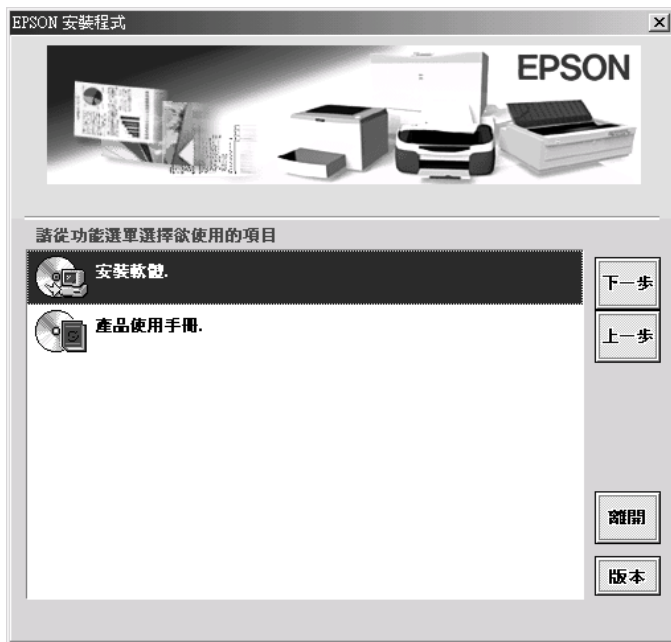 EPSON 安裝程式
EPSON
請從功能選單選擇欲使用的項目
安裝軟體.
產品使用手冊.
下一步
上一步
離開
版本